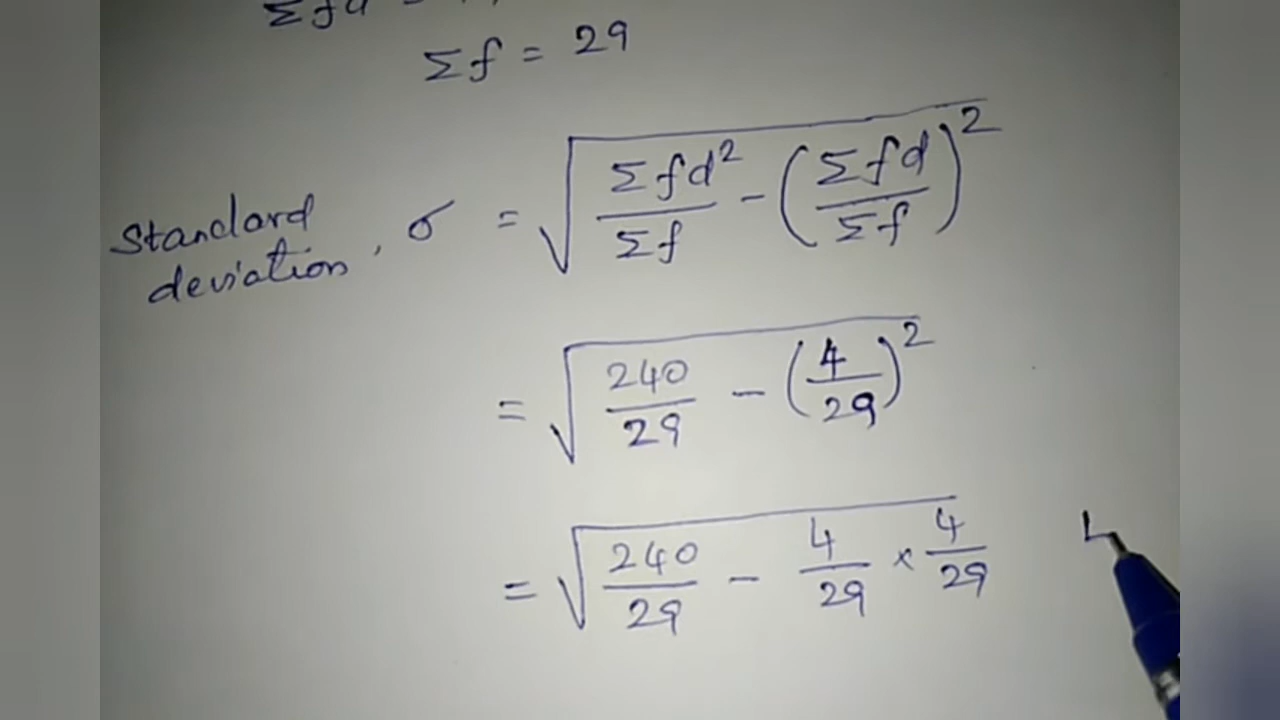 Σfd =
Σf = 29
Standard deviation, σ = √(Σfd²/Σf - (Σfd/Σf)²)
= √(240/29 - (4/29)²)
= √(240/29 - 4/29 × 4/29)